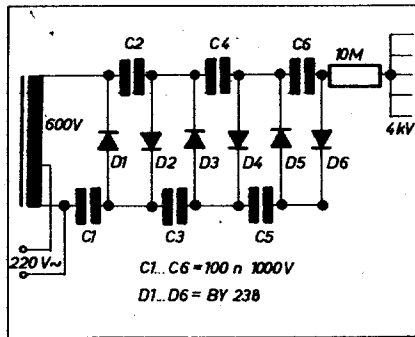 C2 C4 C6 10M
600V
D1 D2 D3 D4 D5 D6
4kV
C1 C3 C5
220V~
C1...C6 = 100 n 1000V
D1...D6 = BY 238